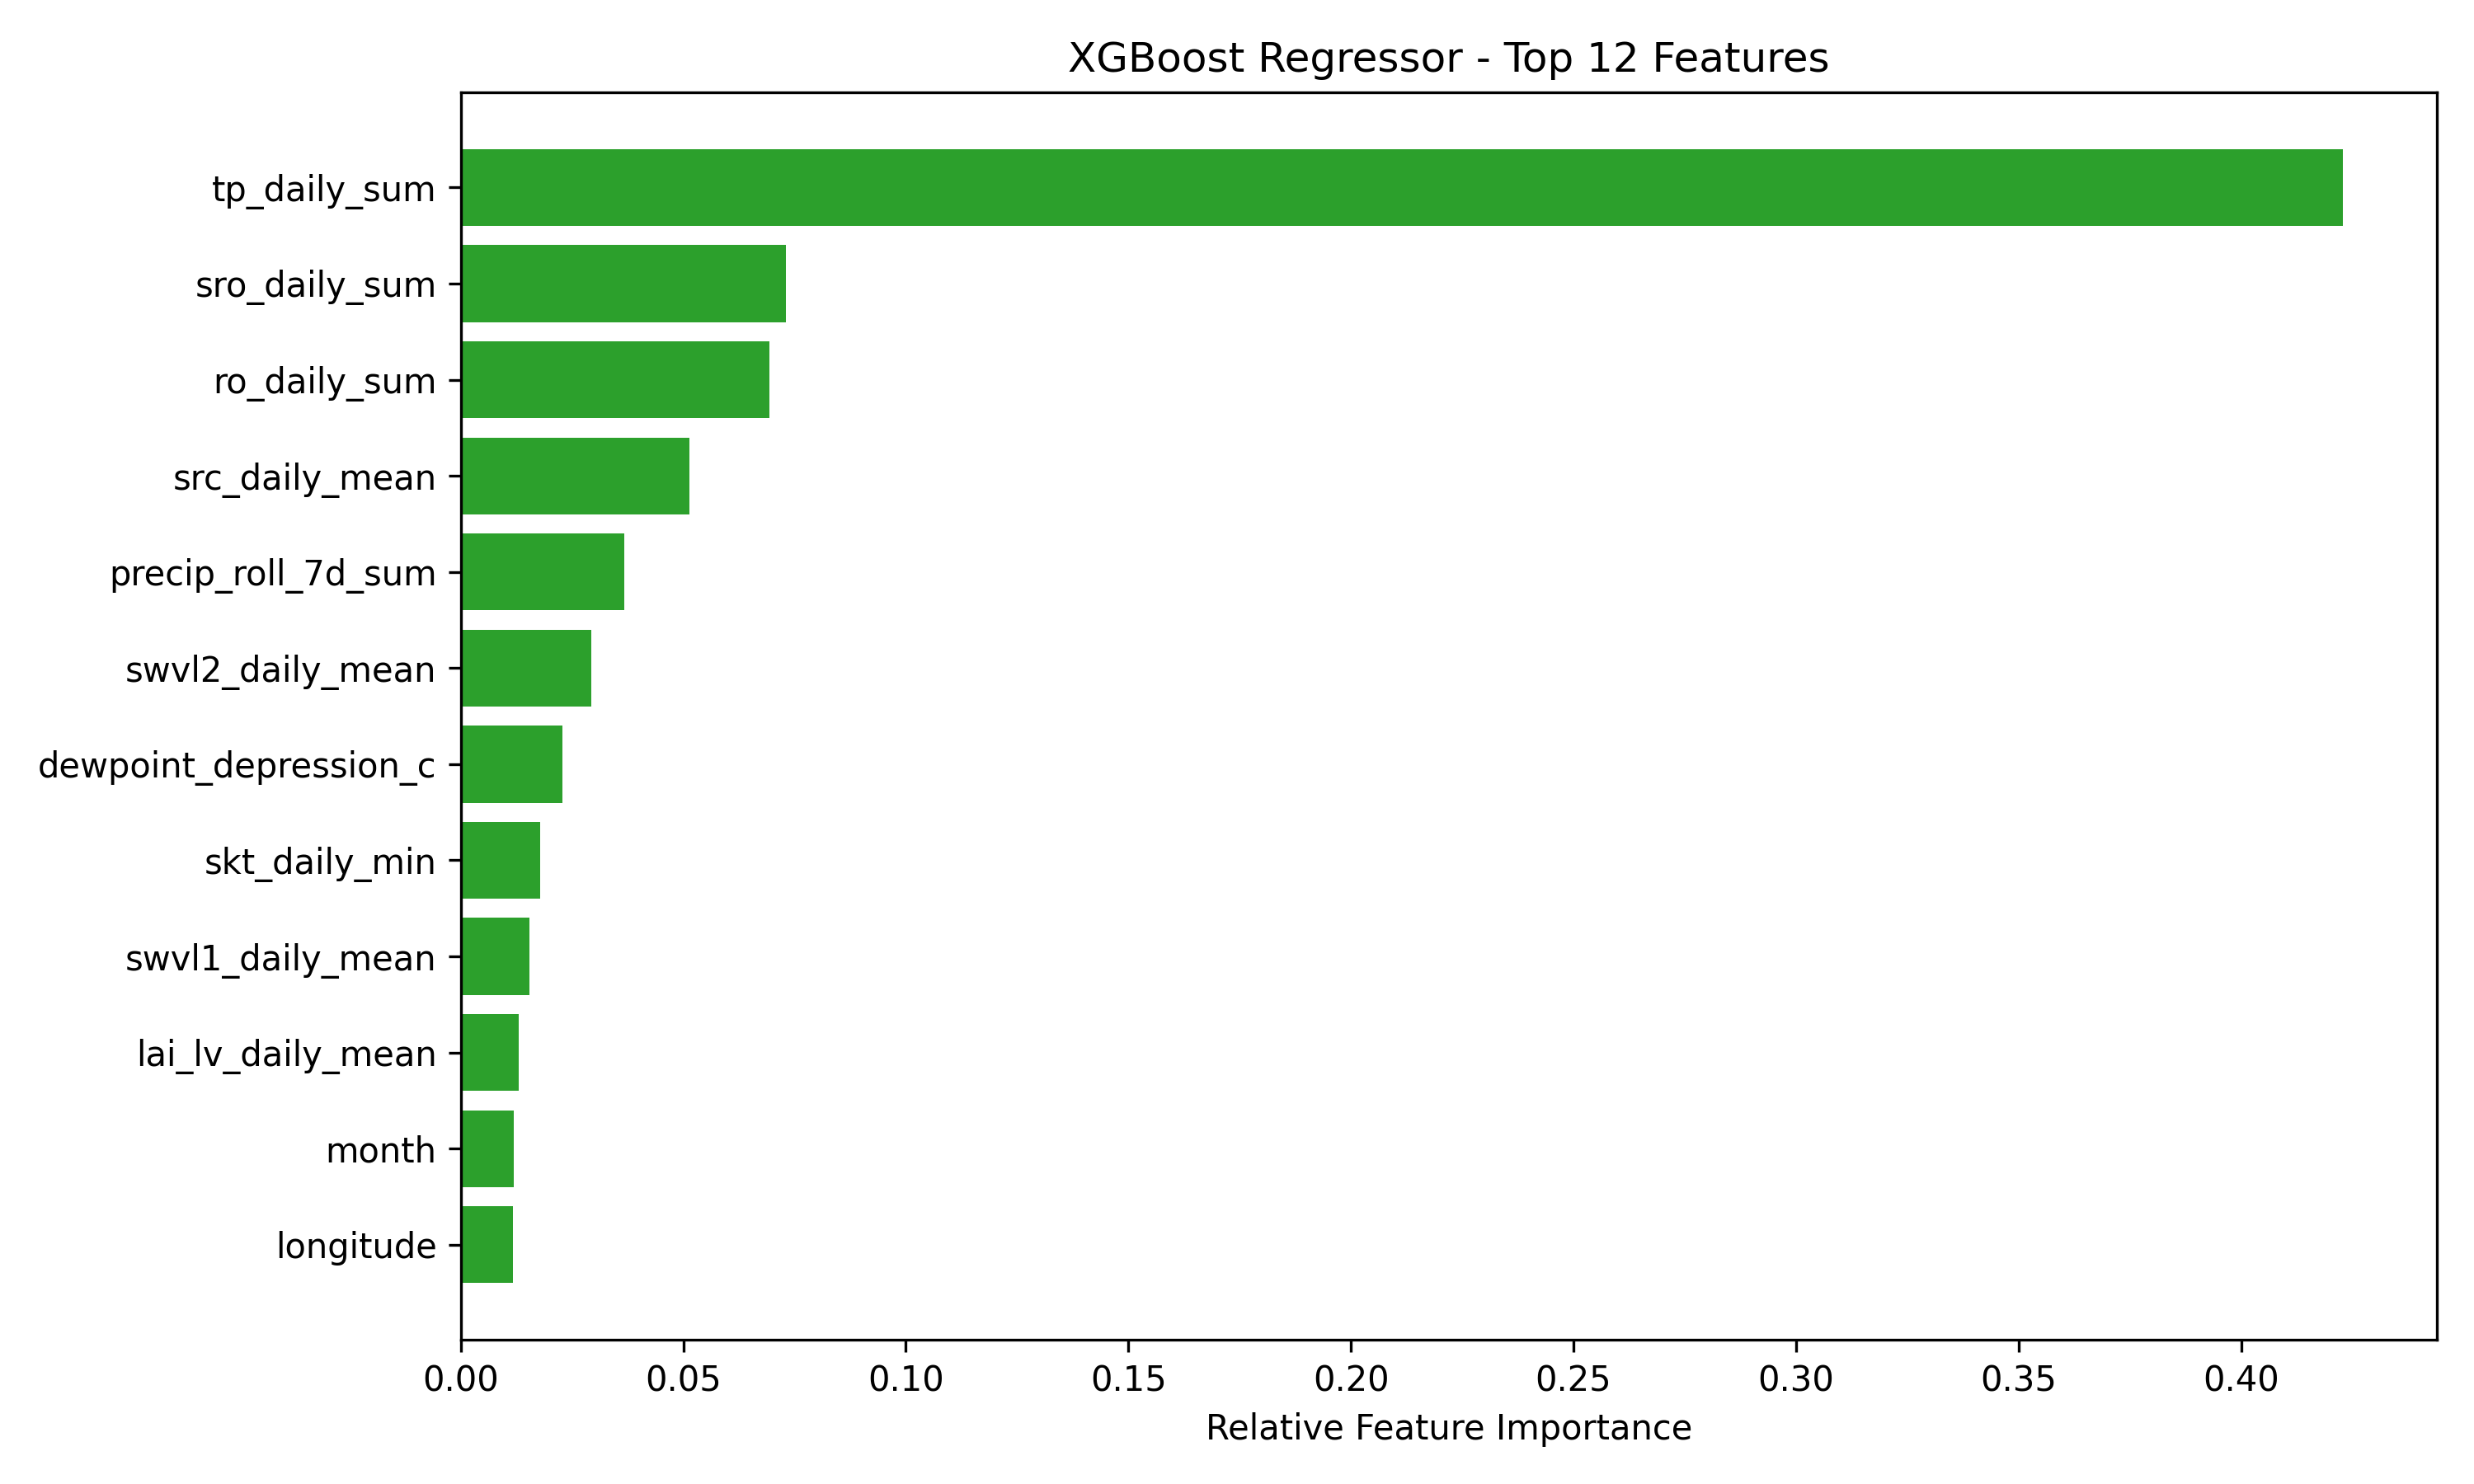 XGBoost Regressor - Top 12 Features
tp_daily_sum
sro_daily_sum
ro_daily_sum
src_daily_mean
precip_roll_7d_sum
swvl2_daily_mean
dewpoint_depression_c
skt_daily_min
swvl1_daily_mean
lai_lv_daily_mean
month
longitude
0.00 0.05 0.10 0.15 0.20 0.25 0.30 0.35 0.40
Relative Feature Importance